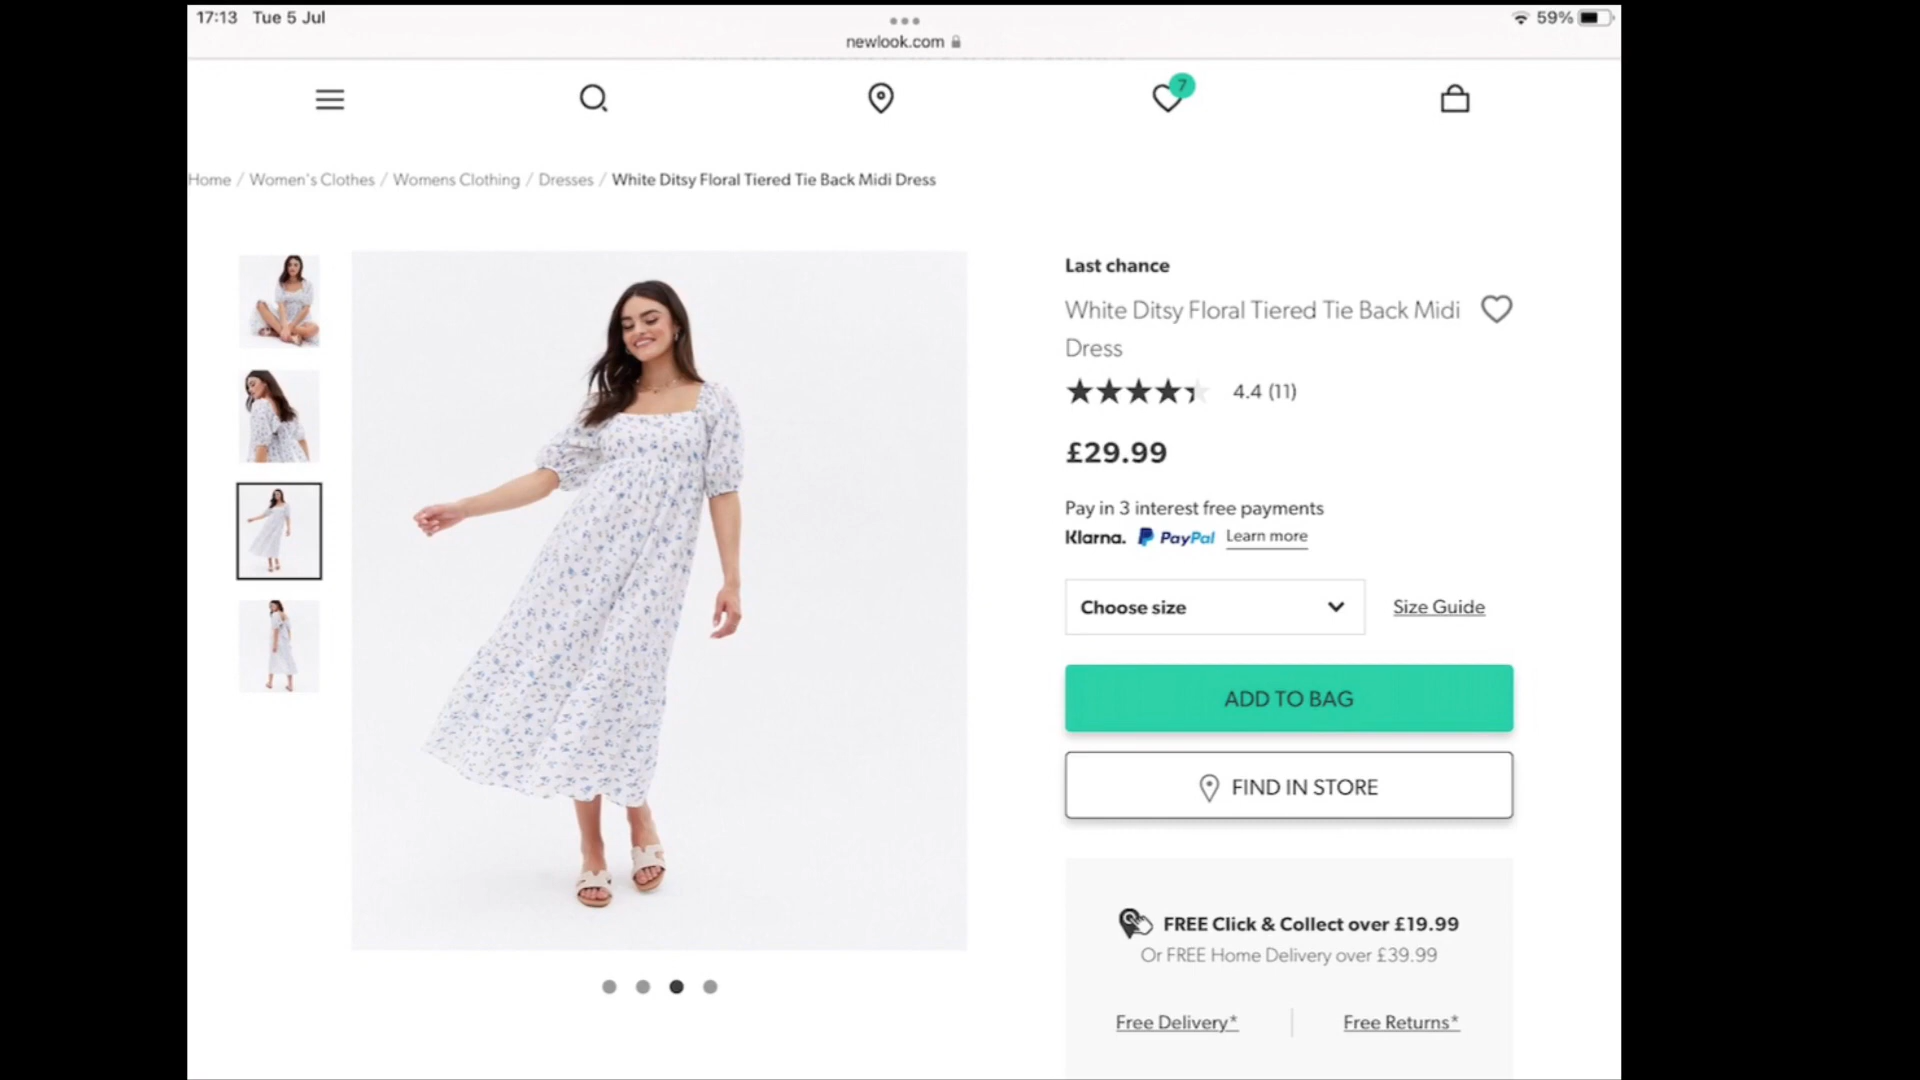 17:13 Tue 5 Jul
59%
newlook.com
7
Home / Women's Clothes / Womens Clothing / Dresses / White Ditsy Floral Tiered Tie Back Midi Dress
Last chance
White Ditsy Floral Tiered Tie Back Midi
Dress
4.4 (11)
£29.99
Pay in 3 interest free payments
Klarna. PayPal Learn more
Choose size
Size Guide
ADD TO BAG
FIND IN STORE
FREE Click & Collect over £19.99
Or FREE Home Delivery over £39.99
Free Delivery*
Free Returns*